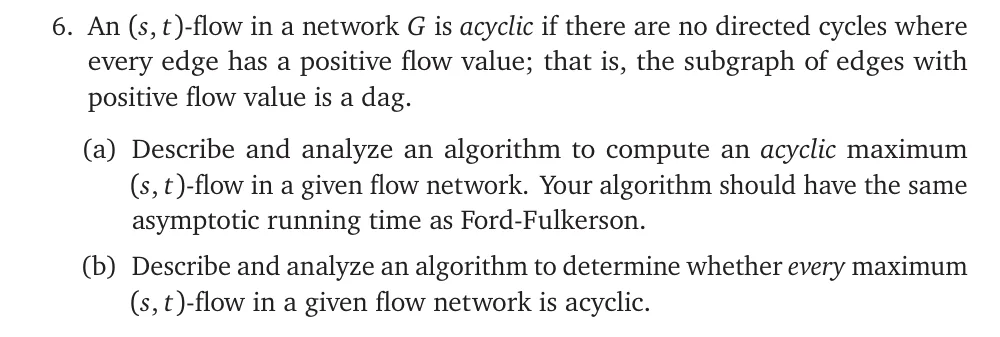 6. An (s, t)-flow in a network G is acyclic if there are no directed cycles where
every edge has a positive flow value; that is, the subgraph of edges with
positive flow value is a dag.
(a) Describe and analyze an algorithm to compute an acyclic maximum
(s, t)-flow in a given flow network. Your algorithm should have the same
asymptotic running time as Ford-Fulkerson.
(b) Describe and analyze an algorithm to determine whether every maximum
(s, t)-flow in a given flow network is acyclic.